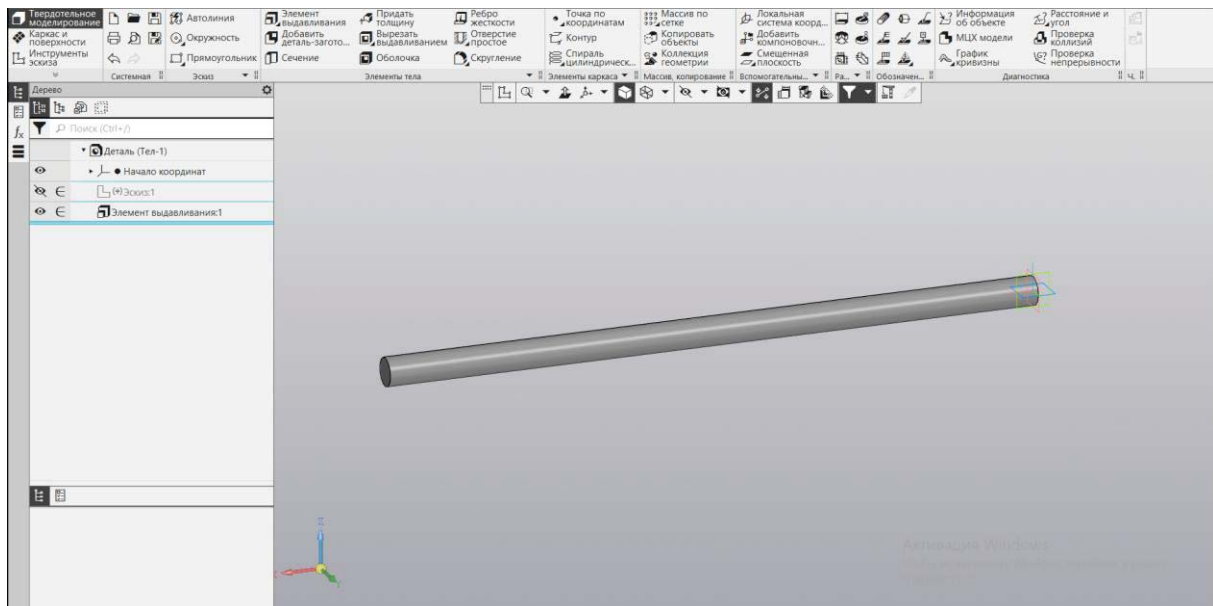 Твердотельное моделирование
Каркас и поверхности
Инструменты эскиза
Системная
Автолиния
Окружность
Прямоугольник
Эскиз
Элемент выдавливания
Добавить деталь-загото...
Сечение
Придать толщину
Вырезать выдавливанием
Оболочка
Ребро жесткости
Отверстие простое
Скругление
Элементы тела
Точка по координатам
Контур
Спираль цилиндрическ...
Элементы каркаса
Массив по сетке
Копировать объекты
Коллекция геометрии
Массив, копирование
Локальная система коорд...
Добавить компоновочн...
Смещенная плоскость
Вспомогательны...
Ра...
Обозначен...
Информация об объекте
МЦХ модели
График кривизны
Расстояние и угол
Проверка коллизий
Проверка непрерывности
Диагностика
Ч.
Дерево
Поиск (Ctrl+/)
Деталь (Тел-1)
Начало координат
(+)Эскиз:1
Элемент выдавливания:1
Z
X
Y
Активация Windows